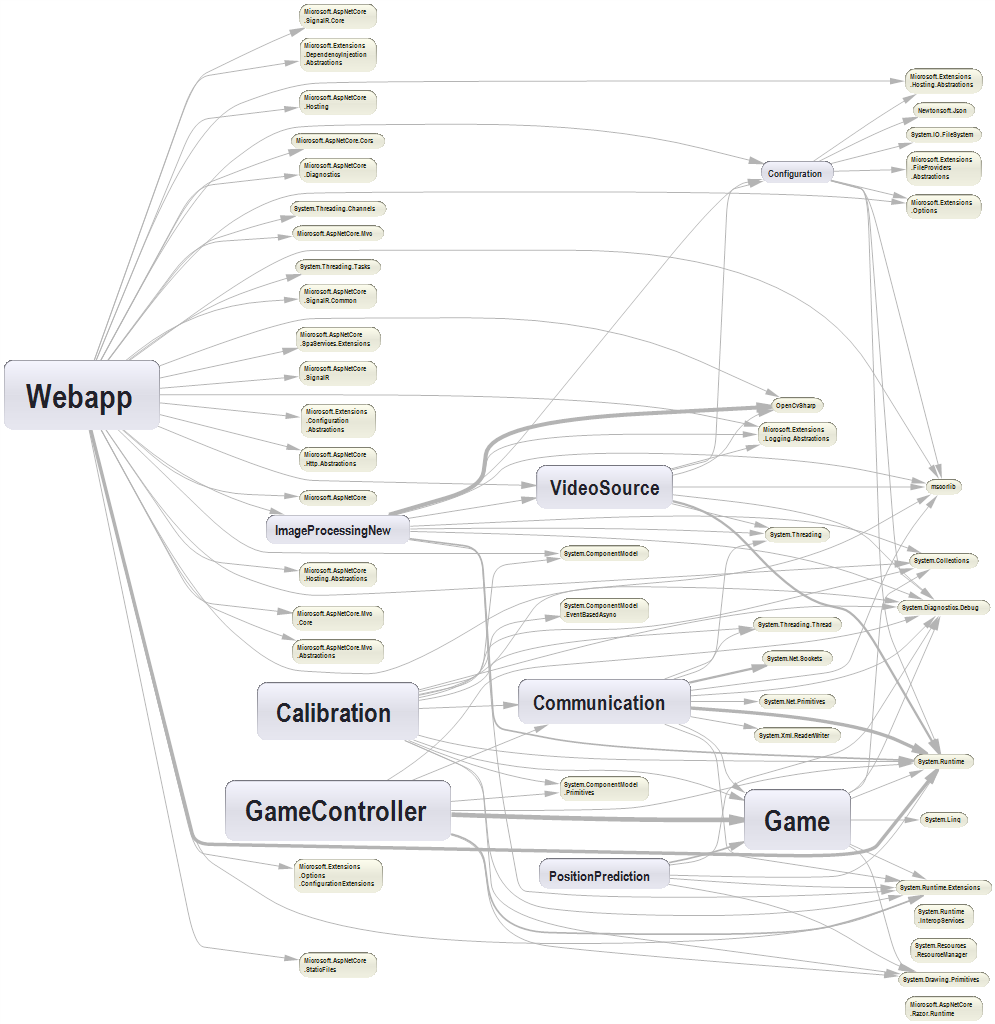 Microsoft.AspNetCore
.SignalR.Core
Microsoft.Extensions
.DependencyInjection
.Abstractions
Microsoft.AspNetCore
.Hosting
Microsoft.AspNetCore.Cors
Microsoft.AspNetCore
.Diagnostics
System.Threading.Channels
Microsoft.AspNetCore.Mvc
System.Threading.Tasks
Microsoft.AspNetCore
.SignalR.Common
Microsoft.AspNetCore
.SpaServices.Extensions
Microsoft.AspNetCore
.SignalR
Webapp
Microsoft.Extensions
.Configuration
.Abstractions
Microsoft.AspNetCore
.Http.Abstractions
Microsoft.AspNetCore
ImageProcessingNew
Microsoft.AspNetCore
.Hosting.Abstractions
Microsoft.AspNetCore.Mvc
.Core
Microsoft.AspNetCore.Mvc
.Abstractions
Calibration
GameController
Microsoft.Extensions
.Options
.ConfigurationExtensions
Microsoft.AspNetCore
.StaticFiles
VideoSource
System.ComponentModel
System.ComponentModel
.EventBasedAsync
Communication
System.ComponentModel
.Primitives
PositionPrediction
Configuration
OpenCvSharp
Microsoft.Extensions
.Logging.Abstractions
System.Threading
System.Threading.Thread
System.Net.Sockets
System.Net.Primitives
System.Xml.ReaderWriter
Game
Microsoft.Extensions
.Hosting.Abstractions
Newtonsoft.Json
System.IO.FileSystem
Microsoft.Extensions
.FileProviders
.Abstractions
Microsoft.Extensions
.Options
mscorlib
System.Collections
System.Diagnostics.Debug
System.Runtime
System.Linq
System.Runtime.Extensions
System.Runtime
.InteropServices
System.Resources
.ResourceManager
System.Drawing.Primitives
Microsoft.AspNetCore
.Razor.Runtime